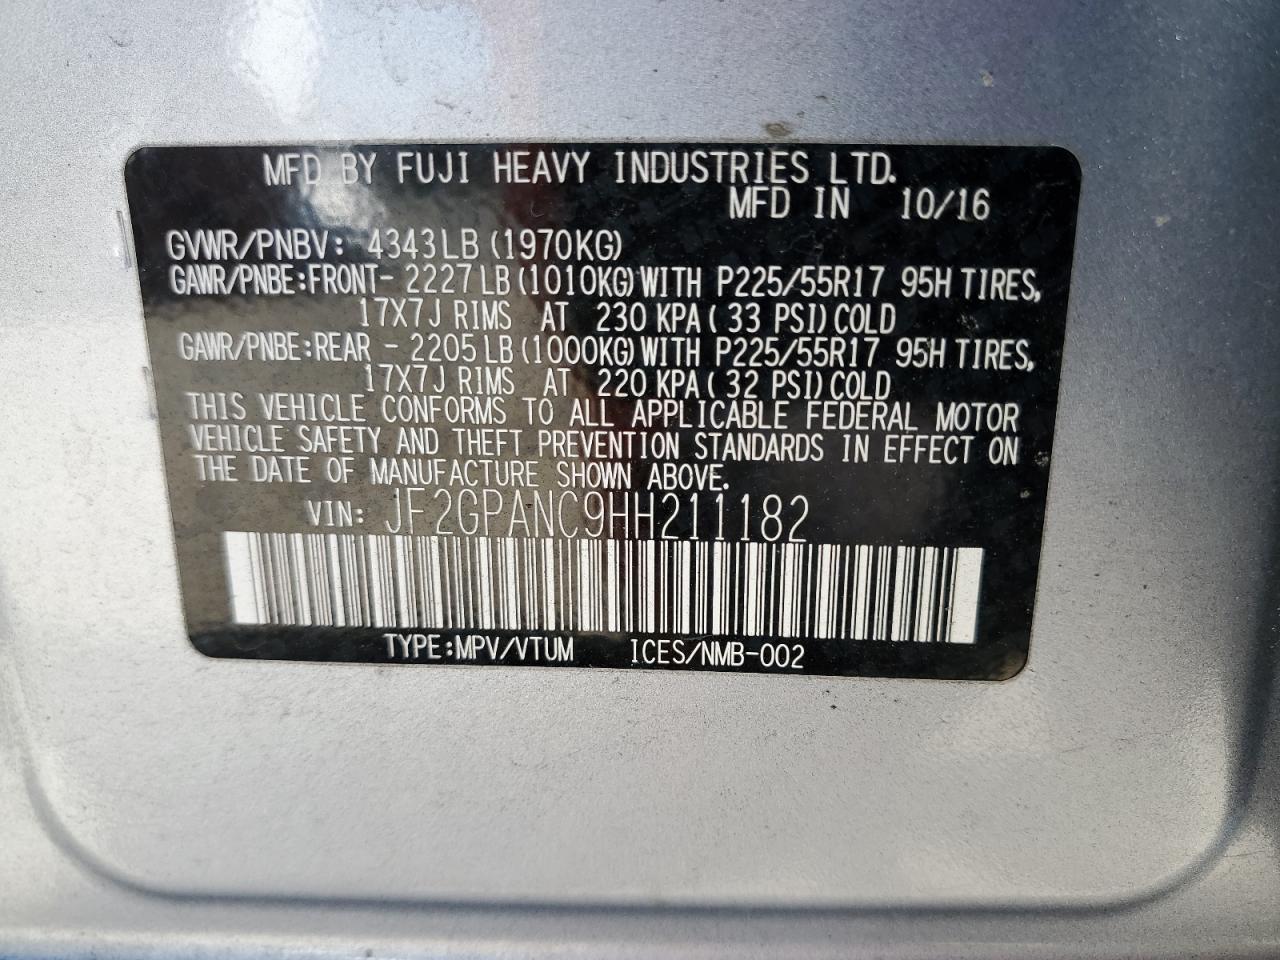 MFD BY FUJI HEAVY INDUSTRIES LTD.
MFD IN 10/16
GVWR/PNBV: 4343LB (1970KG)
GAWR/PNBE:FRONT- 2227LB (1010KG) WITH P225/55R17 95H TIRES,
17X7J RIMS AT 230 KPA ( 33 PSI) COLD
GAWR/PNBE:REAR - 2205LB (1000KG) WITH P225/55R17 95H TIRES,
17X7J RIMS AT 220 KPA ( 32 PSI) COLD
THIS VEHICLE CONFORMS TO ALL APPLICABLE FEDERAL MOTOR
VEHICLE SAFETY AND THEFT PREVENTION STANDARDS IN EFFECT ON
THE DATE OF MANUFACTURE SHOWN ABOVE.
VIN: JF2GPANC9HH211182
TYPE:MPV/VTUM ICES/NMB-002